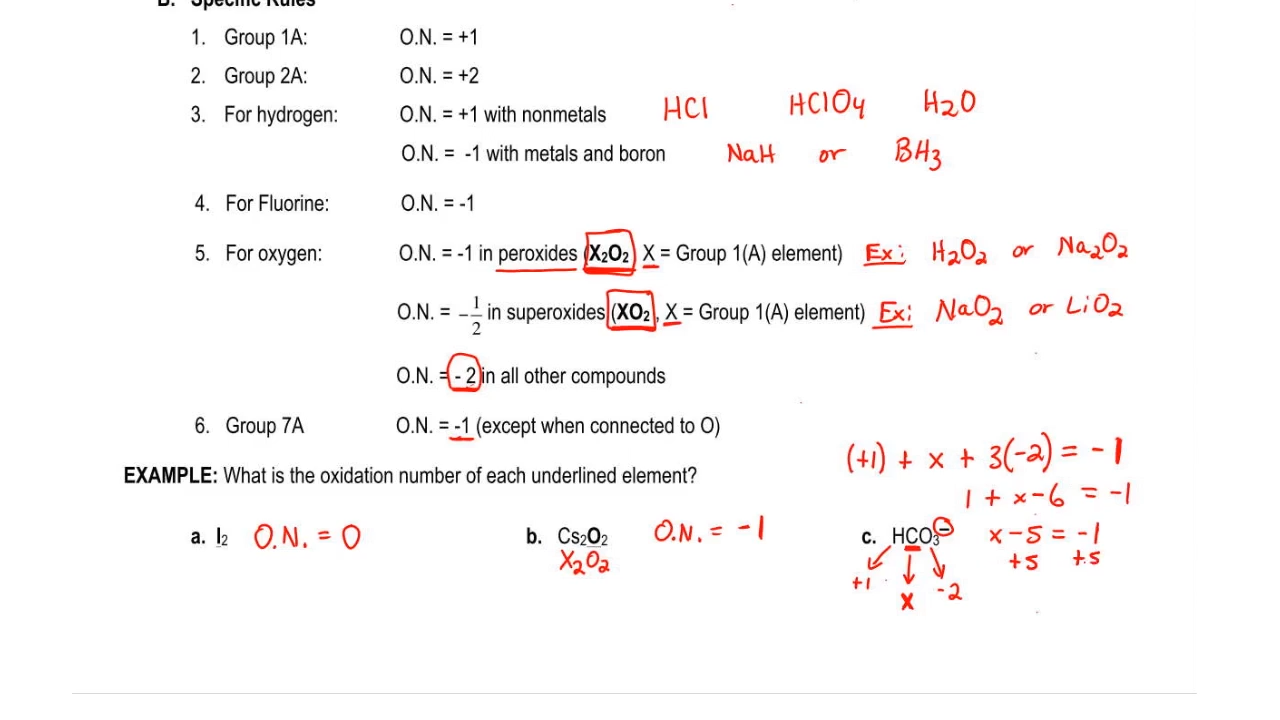 B. Specific Rules
1. Group 1A: O.N. = +1
2. Group 2A: O.N. = +2
3. For hydrogen: O.N. = +1 with nonmetals HCl HClO4 H2O
O.N. = -1 with metals and boron NaH or BH3
4. For Fluorine: O.N. = -1
5. For oxygen: O.N. = -1 in peroxides (X₂O₂) X = Group 1(A) element) Ex: H2O2 or Na2O2
O.N. = -1/2 in superoxides (XO₂), X = Group 1(A) element) Ex: NaO2 or LiO2
O.N. = - 2 in all other compounds
6. Group 7A O.N. = -1 (except when connected to O)
(+1) + x + 3(-2) = -1
EXAMPLE: What is the oxidation number of each underlined element?
1 + x - 6 = -1
a. I₂ O.N. = 0 b. Cs₂O₂ O.N. = -1 c. HCO₃⁻ x - 5 = -1
X2O2 +5 +5
+1 x -2